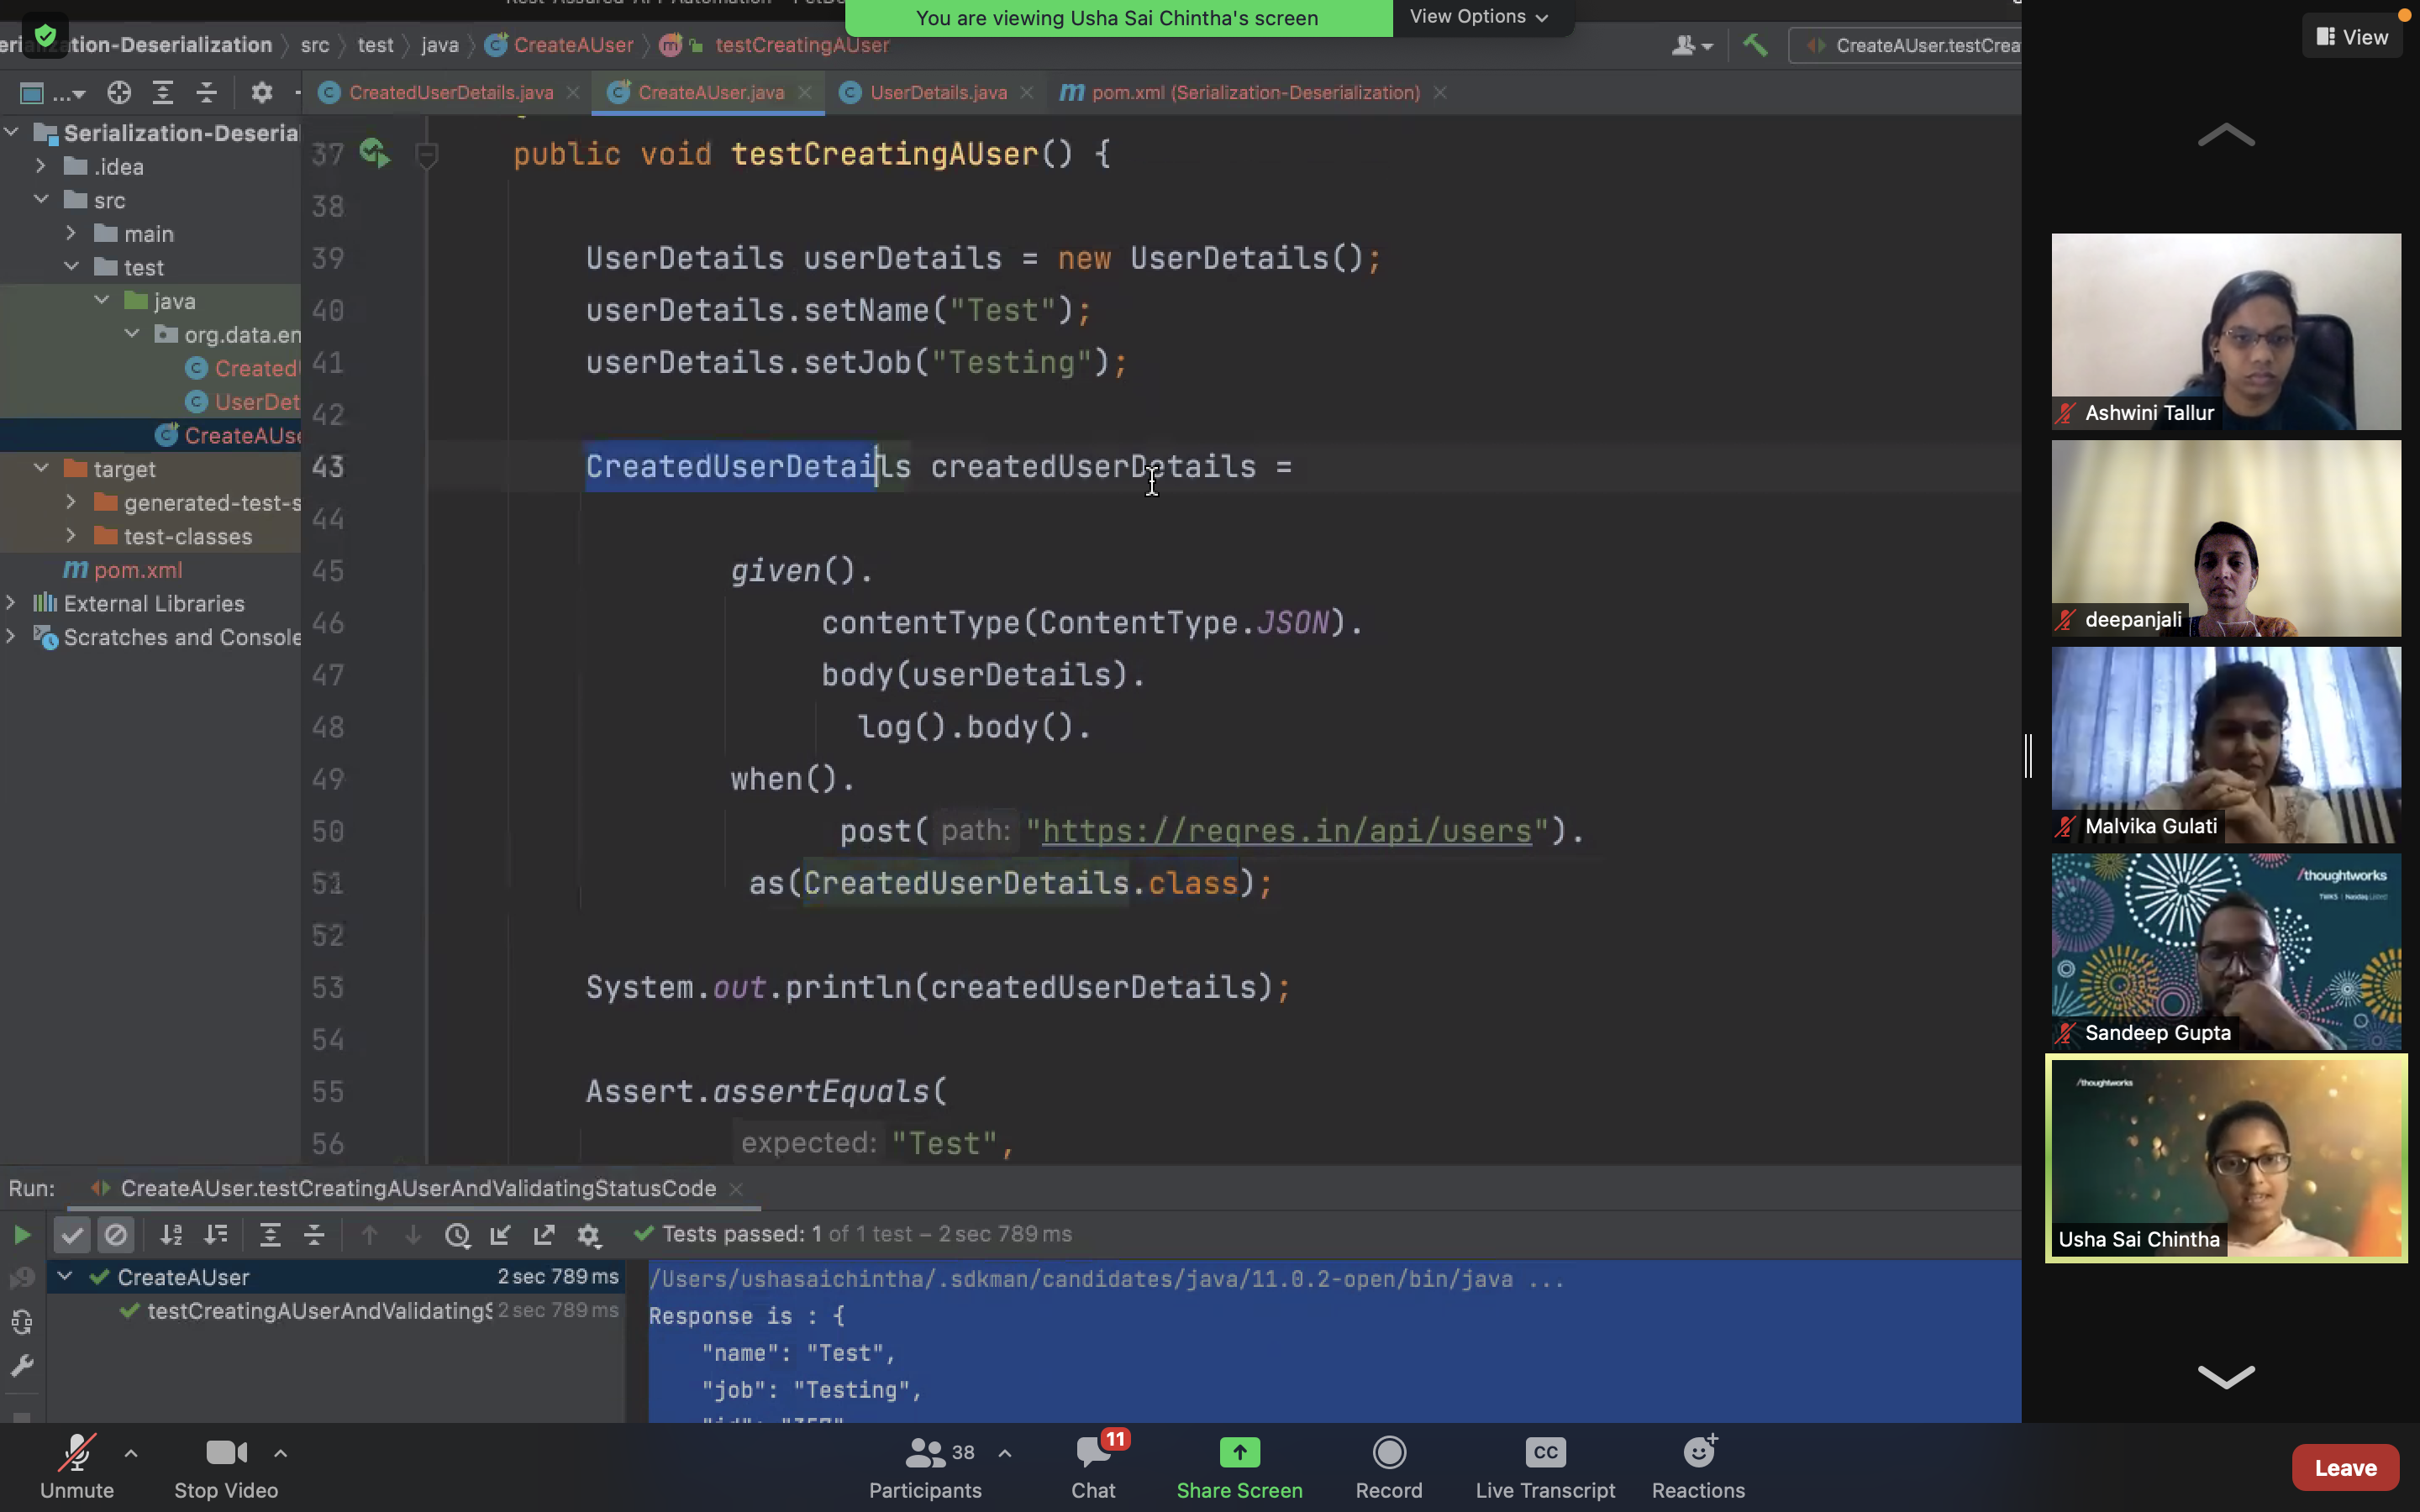 You are viewing Usha Sai Chintha's screen
View Options
View
tion-Deserialization
src
test
java
CreateAUser
testCreatingAUser
CreateAUser.testCrea
CreatedUserDetails.java
CreateAUser.java
UserDetails.java
pom.xml (Serialization-Deserialization)
Serialization-Deseria
.idea
src
main
test
java
org.data.en
Created
UserDet
CreateAUse
target
generated-test-s
test-classes
pom.xml
External Libraries
Scratches and Console
37 public void testCreatingAUser() {
38
39 UserDetails userDetails = new UserDetails();
40 userDetails.setName("Test");
41 userDetails.setJob("Testing");
42
43 CreatedUserDetails createdUserDetails =
44
45 given().
46 contentType(ContentType.JSON).
47 body(userDetails).
48 log().body().
49 when().
50 post( path: "https://reqres.in/api/users").
51 as(CreatedUserDetails.class);
52
53 System.out.println(createdUserDetails);
54
55 Assert.assertEquals(
56 expected: "Test",
Run: CreateAUser.testCreatingAUserAndValidatingStatusCode
Tests passed: 1 of 1 test – 2 sec 789 ms
CreateAUser 2 sec 789 ms
testCreatingAUserAndValidatingS 2 sec 789 ms
/Users/ushasaichintha/.sdkman/candidates/java/11.0.2-open/bin/java ...
Response is : {
"name": "Test",
"job": "Testing",
Ashwini Tallur
deepanjali
Malvika Gulati
/thoughtworks
Sandeep Gupta
/thoughtworks
Usha Sai Chintha
Unmute
Stop Video
38
Participants
11
Chat
Share Screen
Record
CC
Live Transcript
Reactions
Leave